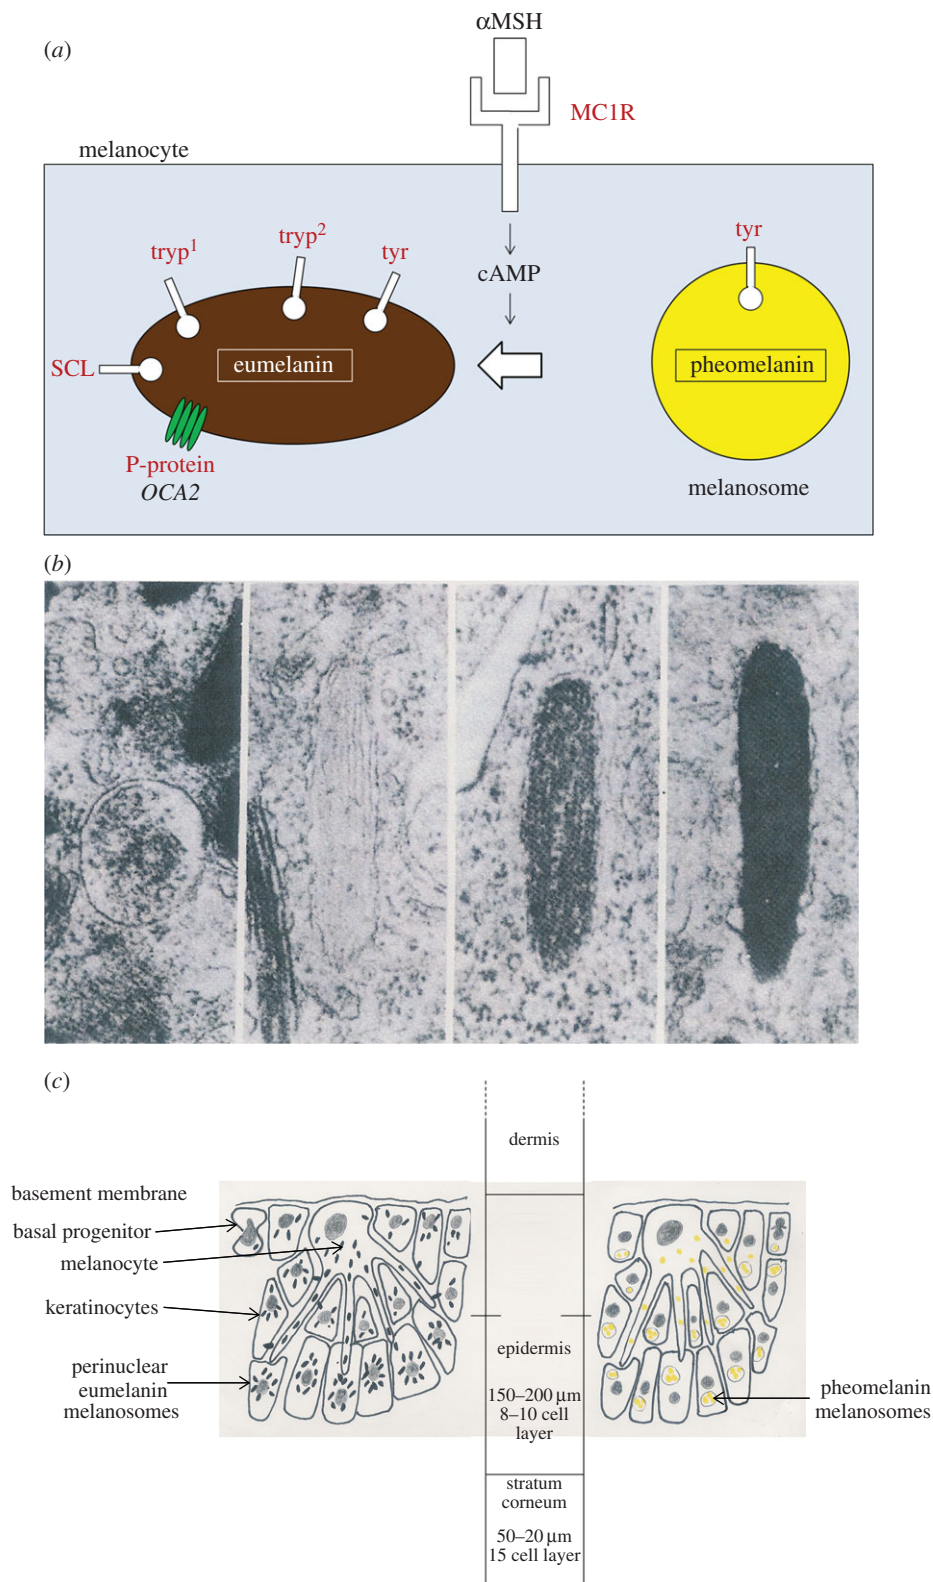 (a)
αMSH
MC1R
melanocyte
tryp1
tryp2
tyr
tyr
cAMP
SCL
eumelanin
pheomelanin
P-protein
OCA2
melanosome
(b)
(c)
dermis
basement membrane
basal progenitor
melanocyte
keratinocytes
perinuclear
eumelanin
melanosomes
epidermis
150–200 µm
8–10 cell
layer
pheomelanin
melanosomes
stratum
corneum
50–20 µm
15 cell layer